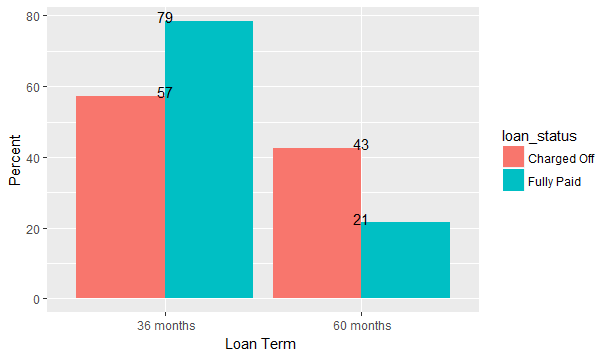 79
80
60
57
43
40
21
20
0
Percent
36 months
60 months
Loan Term
loan_status
Charged Off
Fully Paid